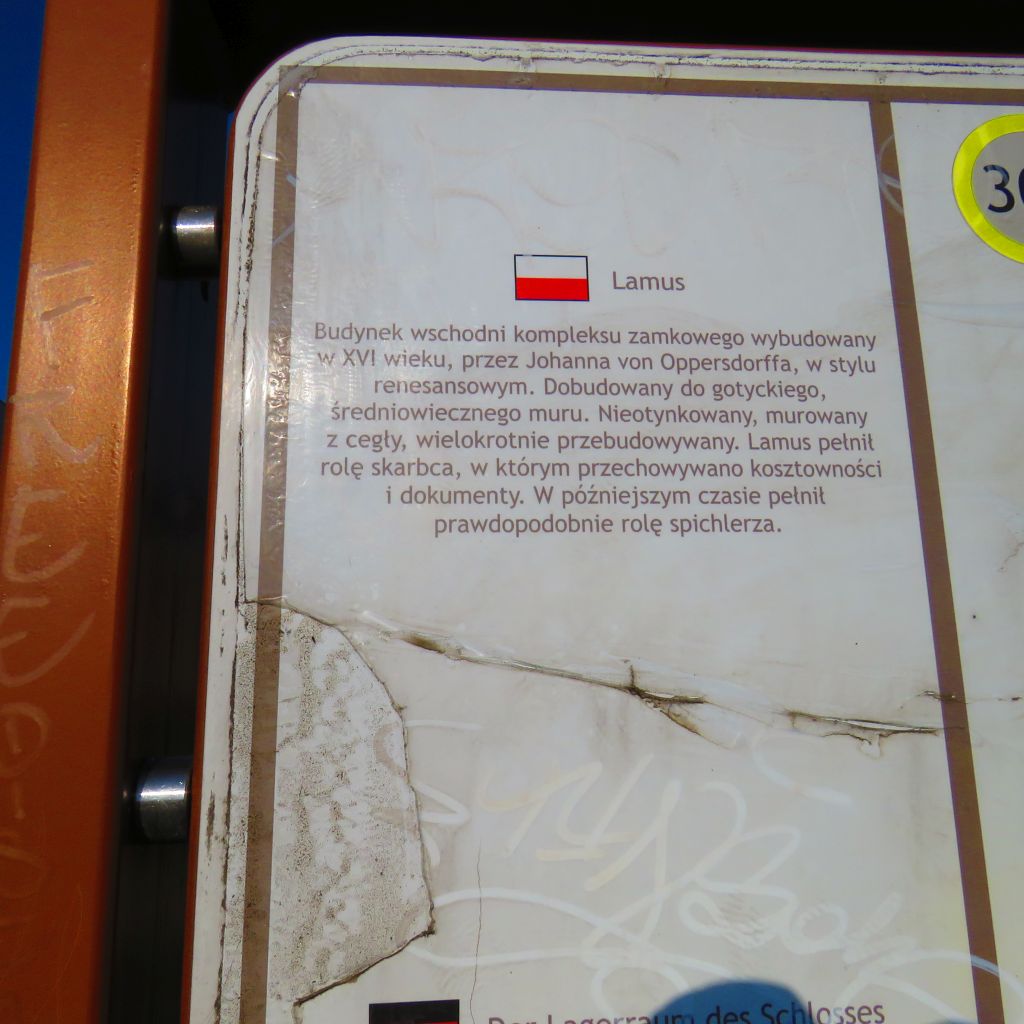 Lamus
Budynek wschodni kompleksu zamkowego wybudowany
w XVI wieku, przez Johanna von Oppersdorffa, w stylu
renesansowym. Dobudowany do gotyckiego,
średniowiecznego muru. Nieotynkowany, murowany
z cegły, wielokrotnie przebudowywany. Lamus pełnił
rolę skarbca, w którym przechowywano kosztowności
i dokumenty. W późniejszym czasie pełnił
prawdopodobnie rolę spichlerza.
Der Lagerraum des Schlosses